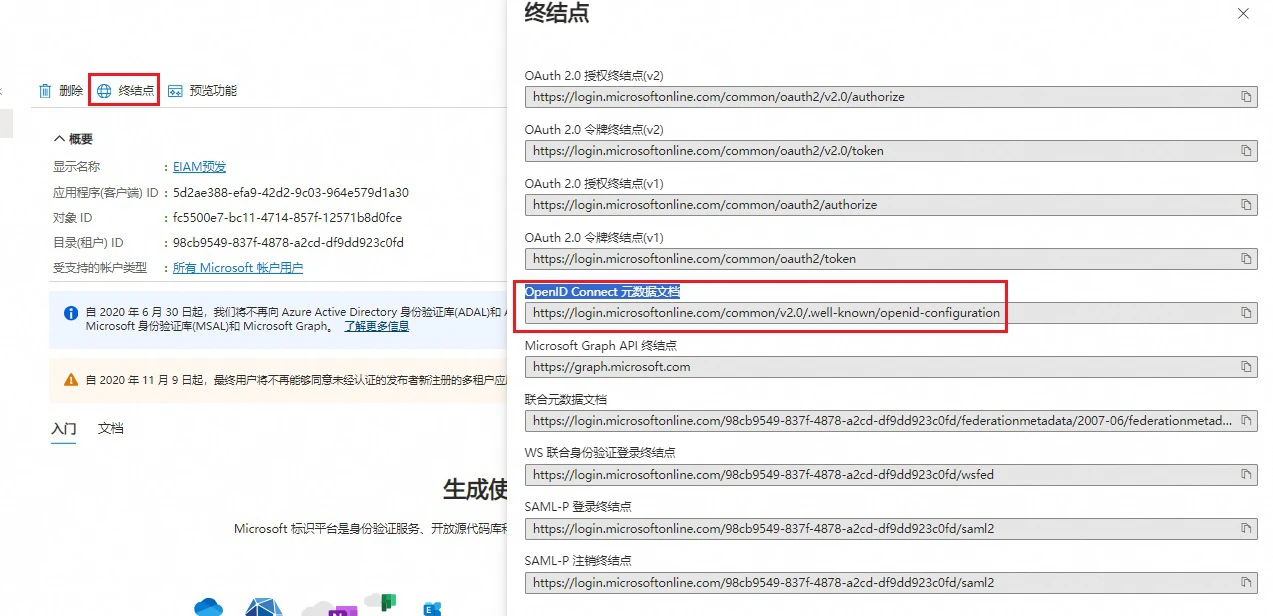 删除
终结点
预览功能
概要
显示名称 : EIAM预发
应用程序(客户端) ID : 5d2ae388-efa9-42d2-9c03-964e579d1a30
对象 ID : fc5500e7-bc11-4714-857f-12571b8d0fce
目录(租户) ID : 98cb9549-837f-4878-a2cd-df9dd923c0fd
受支持的帐户类型 : 所有 Microsoft 帐户用户
自 2020 年 6 月 30 日起，我们将不再向 Azure Active Directory 身份验证库(ADAL)和
Microsoft 身份验证库(MSAL)和 Microsoft Graph。 了解更多信息
自 2020 年 11 月 9 日起，最终用户将不再能够同意未经认证的发布者新注册的多租户应
入门 文档
生成使
Microsoft 标识平台是身份验证服务、开放源代码库和
终结点
OAuth 2.0 授权终结点(v2)
https://login.microsoftonline.com/common/oauth2/v2.0/authorize
OAuth 2.0 令牌终结点(v2)
https://login.microsoftonline.com/common/oauth2/v2.0/token
OAuth 2.0 授权终结点(v1)
https://login.microsoftonline.com/common/oauth2/authorize
OAuth 2.0 令牌终结点(v1)
https://login.microsoftonline.com/common/oauth2/token
OpenID Connect 元数据文档
https://login.microsoftonline.com/common/v2.0/.well-known/openid-configuration
Microsoft Graph API 终结点
https://graph.microsoft.com
联合元数据文档
https://login.microsoftonline.com/98cb9549-837f-4878-a2cd-df9dd923c0fd/federationmetadata/2007-06/federationmetad...
WS 联合身份验证登录终结点
https://login.microsoftonline.com/98cb9549-837f-4878-a2cd-df9dd923c0fd/wsfed
SAML-P 登录终结点
https://login.microsoftonline.com/98cb9549-837f-4878-a2cd-df9dd923c0fd/saml2
SAML-P 注销终结点
https://login.microsoftonline.com/98cb9549-837f-4878-a2cd-df9dd923c0fd/saml2